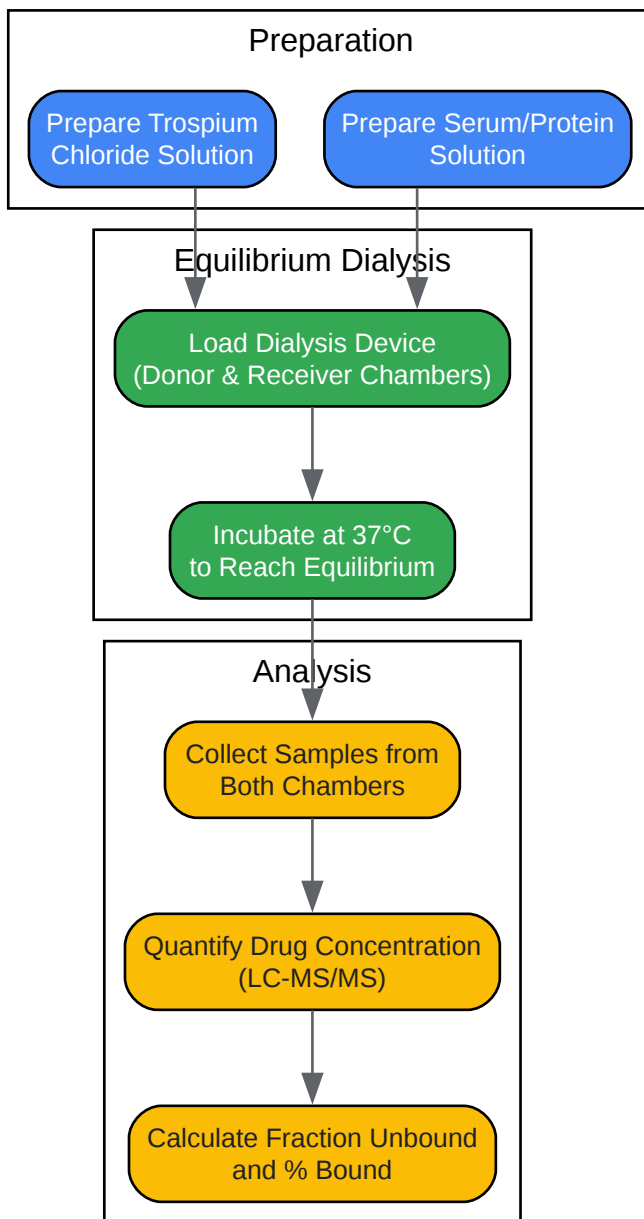 Preparation
Prepare Trospium
Chloride Solution
Prepare Serum/Protein
Solution
Equilibrium Dialysis
Load Dialysis Device
(Donor & Receiver Chambers)
Incubate at 37°C
to Reach Equilibrium
Analysis
Collect Samples from
Both Chambers
Quantify Drug Concentration
(LC-MS/MS)
Calculate Fraction Unbound
and % Bound